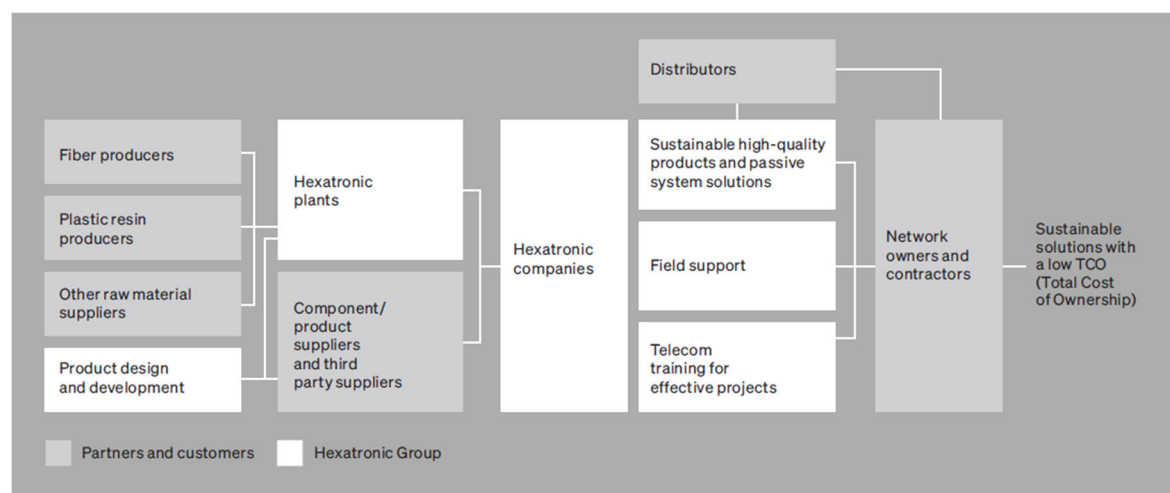 Fiber producers
Plastic resin
producers
Other raw material
suppliers
Product design
and development
Hexatronic
plants
Component/
product
suppliers
and third
party suppliers
Hexatronic
companies
Distributors
Sustainable high-quality
products and passive
system solutions
Field support
Telecom
training for
effective projects
Network
owners and
contractors
Sustainable
solutions with
a low TCO
(Total Cost
of Ownership)
Partners and customers
Hexatronic Group